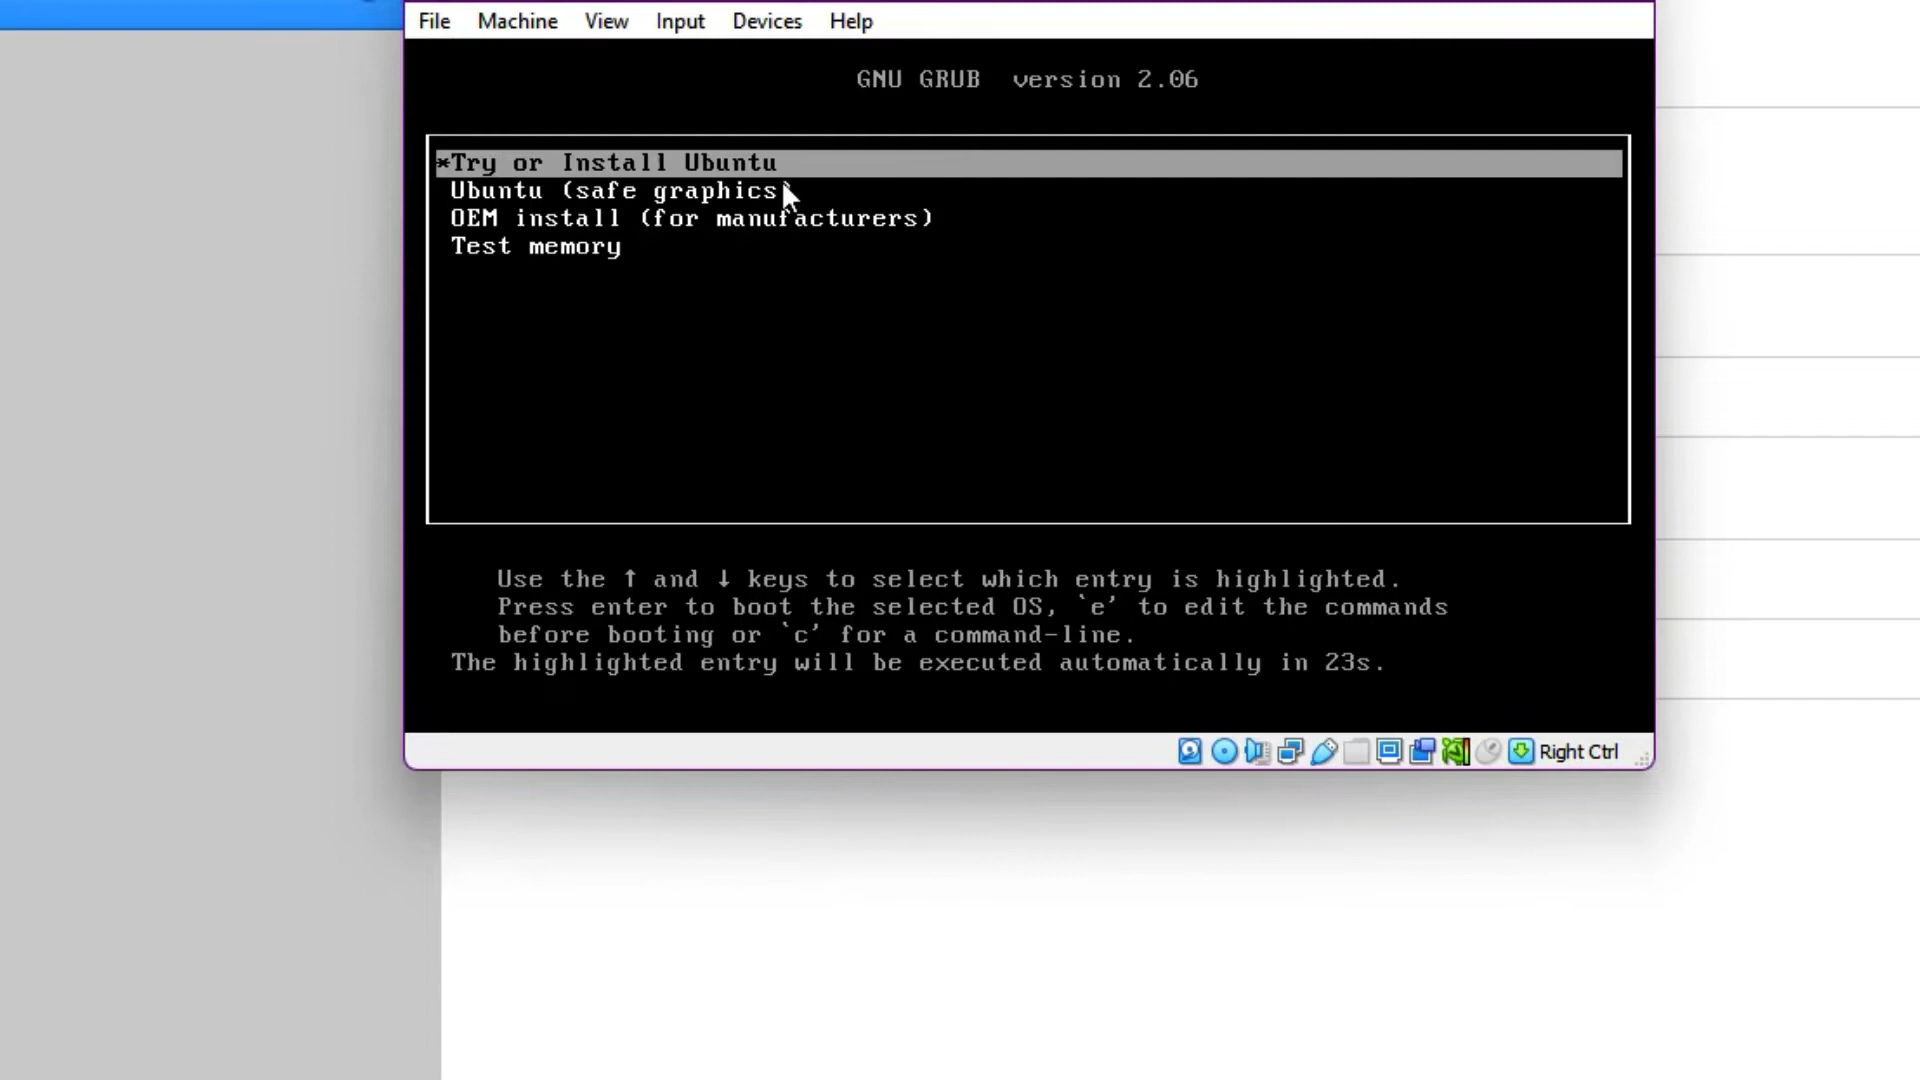 File Machine View Input Devices Help
GNU GRUB version 2.06
*Try or Install Ubuntu
Ubuntu (safe graphics)
OEM install (for manufacturers)
Test memory
Use the ↑ and ↓ keys to select which entry is highlighted.
Press enter to boot the selected OS, `e' to edit the commands
before booting or `c' for a command-line.
The highlighted entry will be executed automatically in 23s.
Right Ctrl